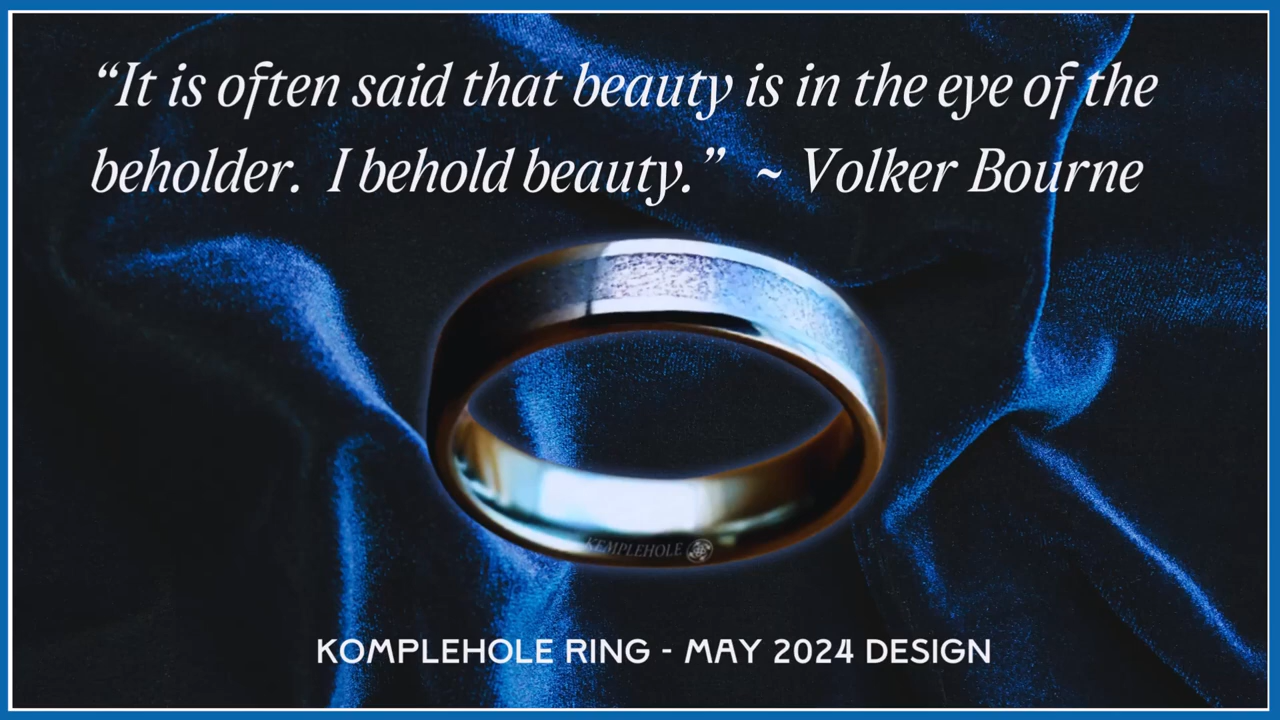 “It is often said that beauty is in the eye of the
beholder. I behold beauty.” ~ Volker Bourne
KEMPLEHOLE
KOMPLEHOLE RING - MAY 2024 DESIGN